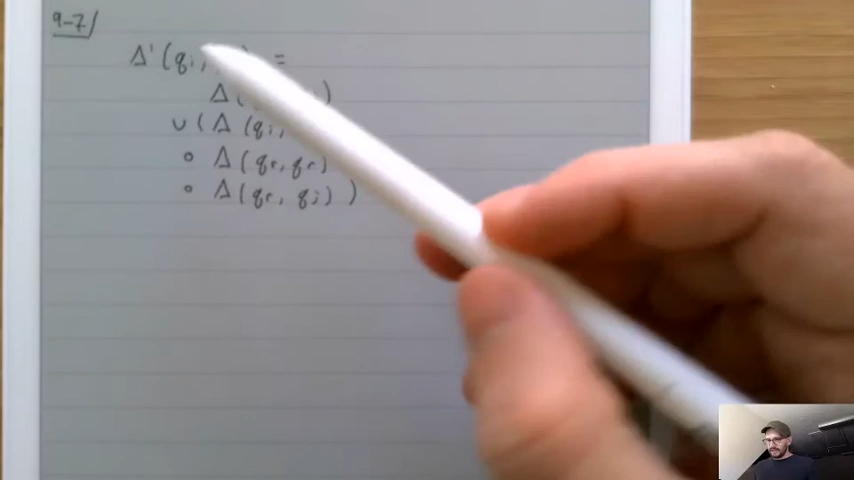 9-7/
Δ'(qi, ) =
Δ( )
∪ (Δ (qi,
∘ Δ(qr, qr)
∘ Δ(qr, qj) )